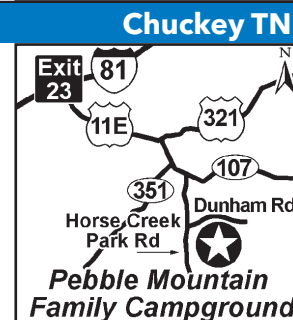 Chuckey TN
N
Exit
23
81
11E
321
107
351
Dunham Rd
Horse Creek
Park Rd
Pebble Mountain
Family Campground